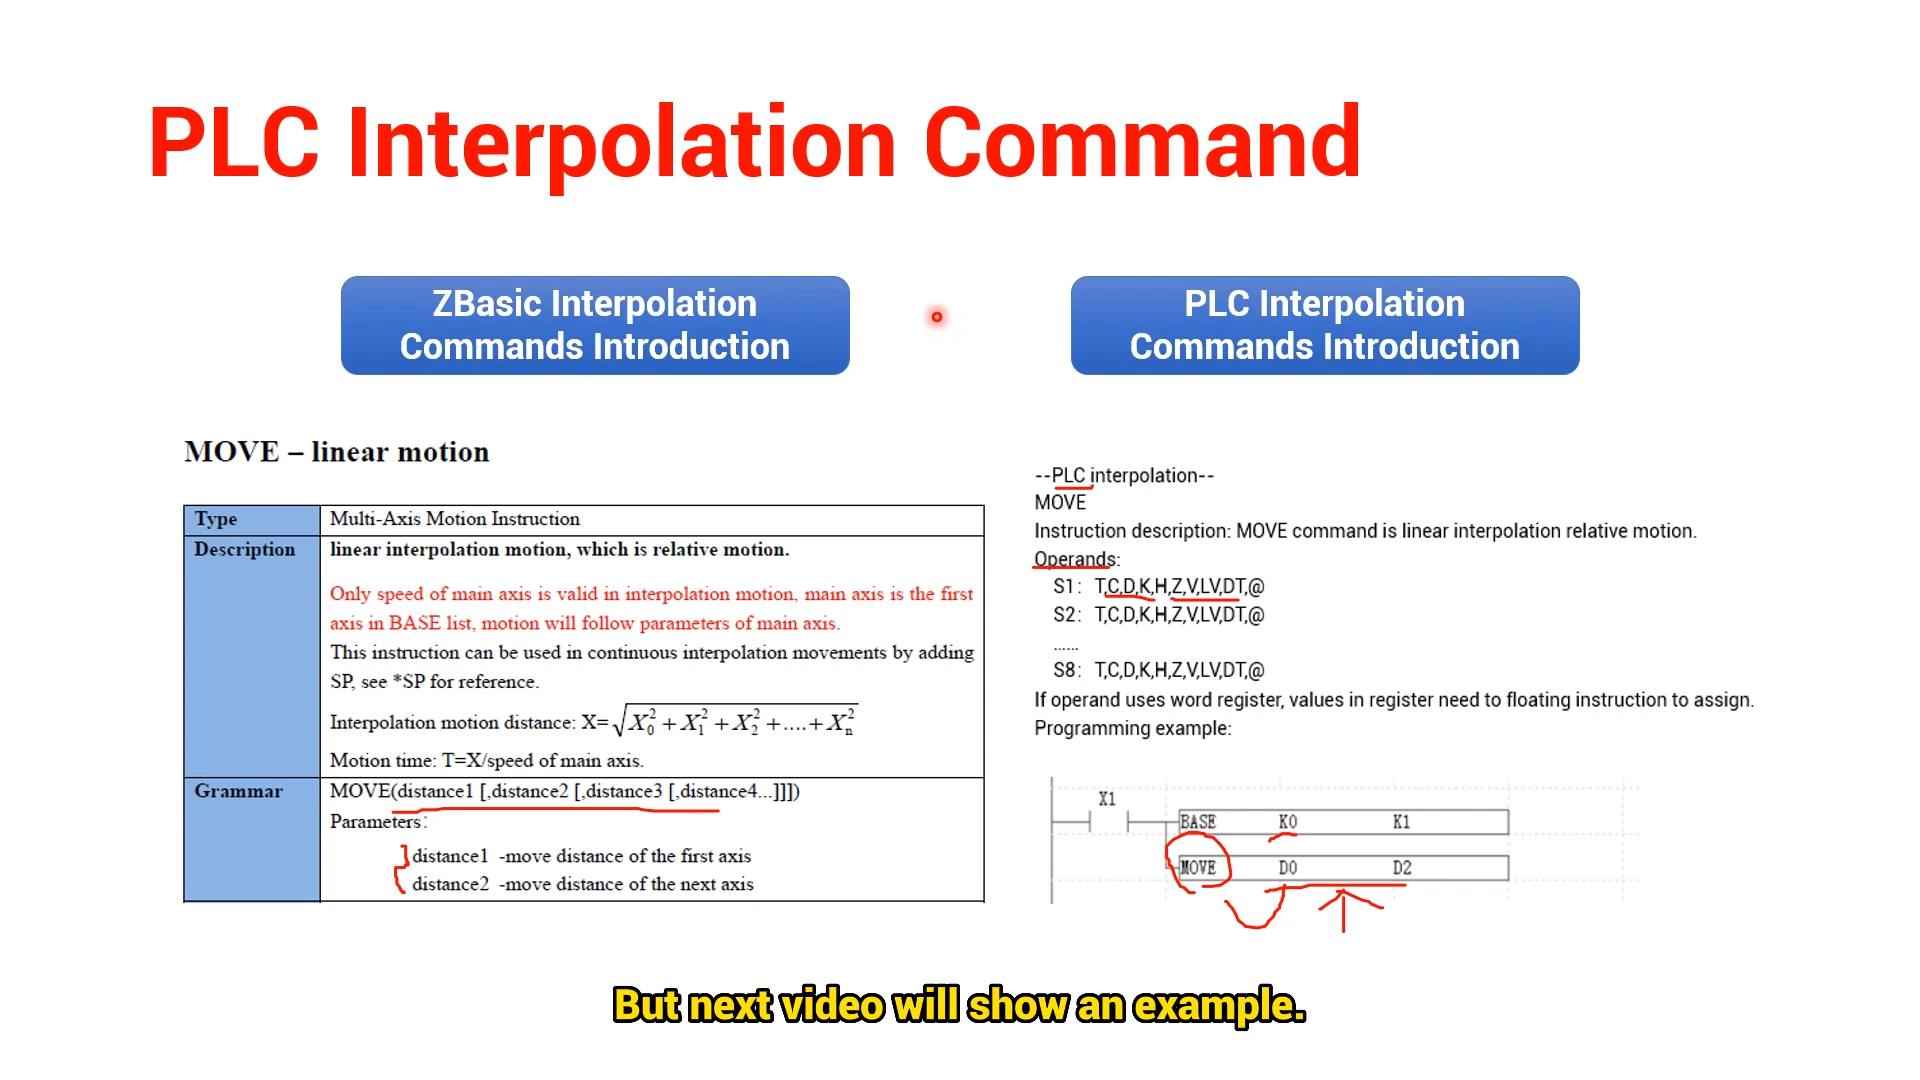 PLC Interpolation Command
ZBasic Interpolation
Commands Introduction
PLC Interpolation
Commands Introduction
MOVE – linear motion
Type
Multi-Axis Motion Instruction
Description
linear interpolation motion, which is relative motion.
Only speed of main axis is valid in interpolation motion, main axis is the first
axis in BASE list, motion will follow parameters of main axis.
This instruction can be used in continuous interpolation movements by adding
SP, see *SP for reference.
Interpolation motion distance: X=√X₀²+X₁²+X₂²+....+Xₙ²
Motion time: T=X/speed of main axis.
Grammar
MOVE(distance1 [,distance2 [,distance3 [,distance4...]]])
Parameters:
distance1 -move distance of the first axis
distance2 -move distance of the next axis
--PLC interpolation--
MOVE
Instruction description: MOVE command is linear interpolation relative motion.
Operands:
S1: T,C,D,K,H,Z,V,LV,DT,@
S2: T,C,D,K,H,Z,V,LV,DT,@
......
S8: T,C,D,K,H,Z,V,LV,DT,@
If operand uses word register, values in register need to floating instruction to assign.
Programming example:
X1
BASE K0 K1
MOVE D0 D2
But next video will show an example.